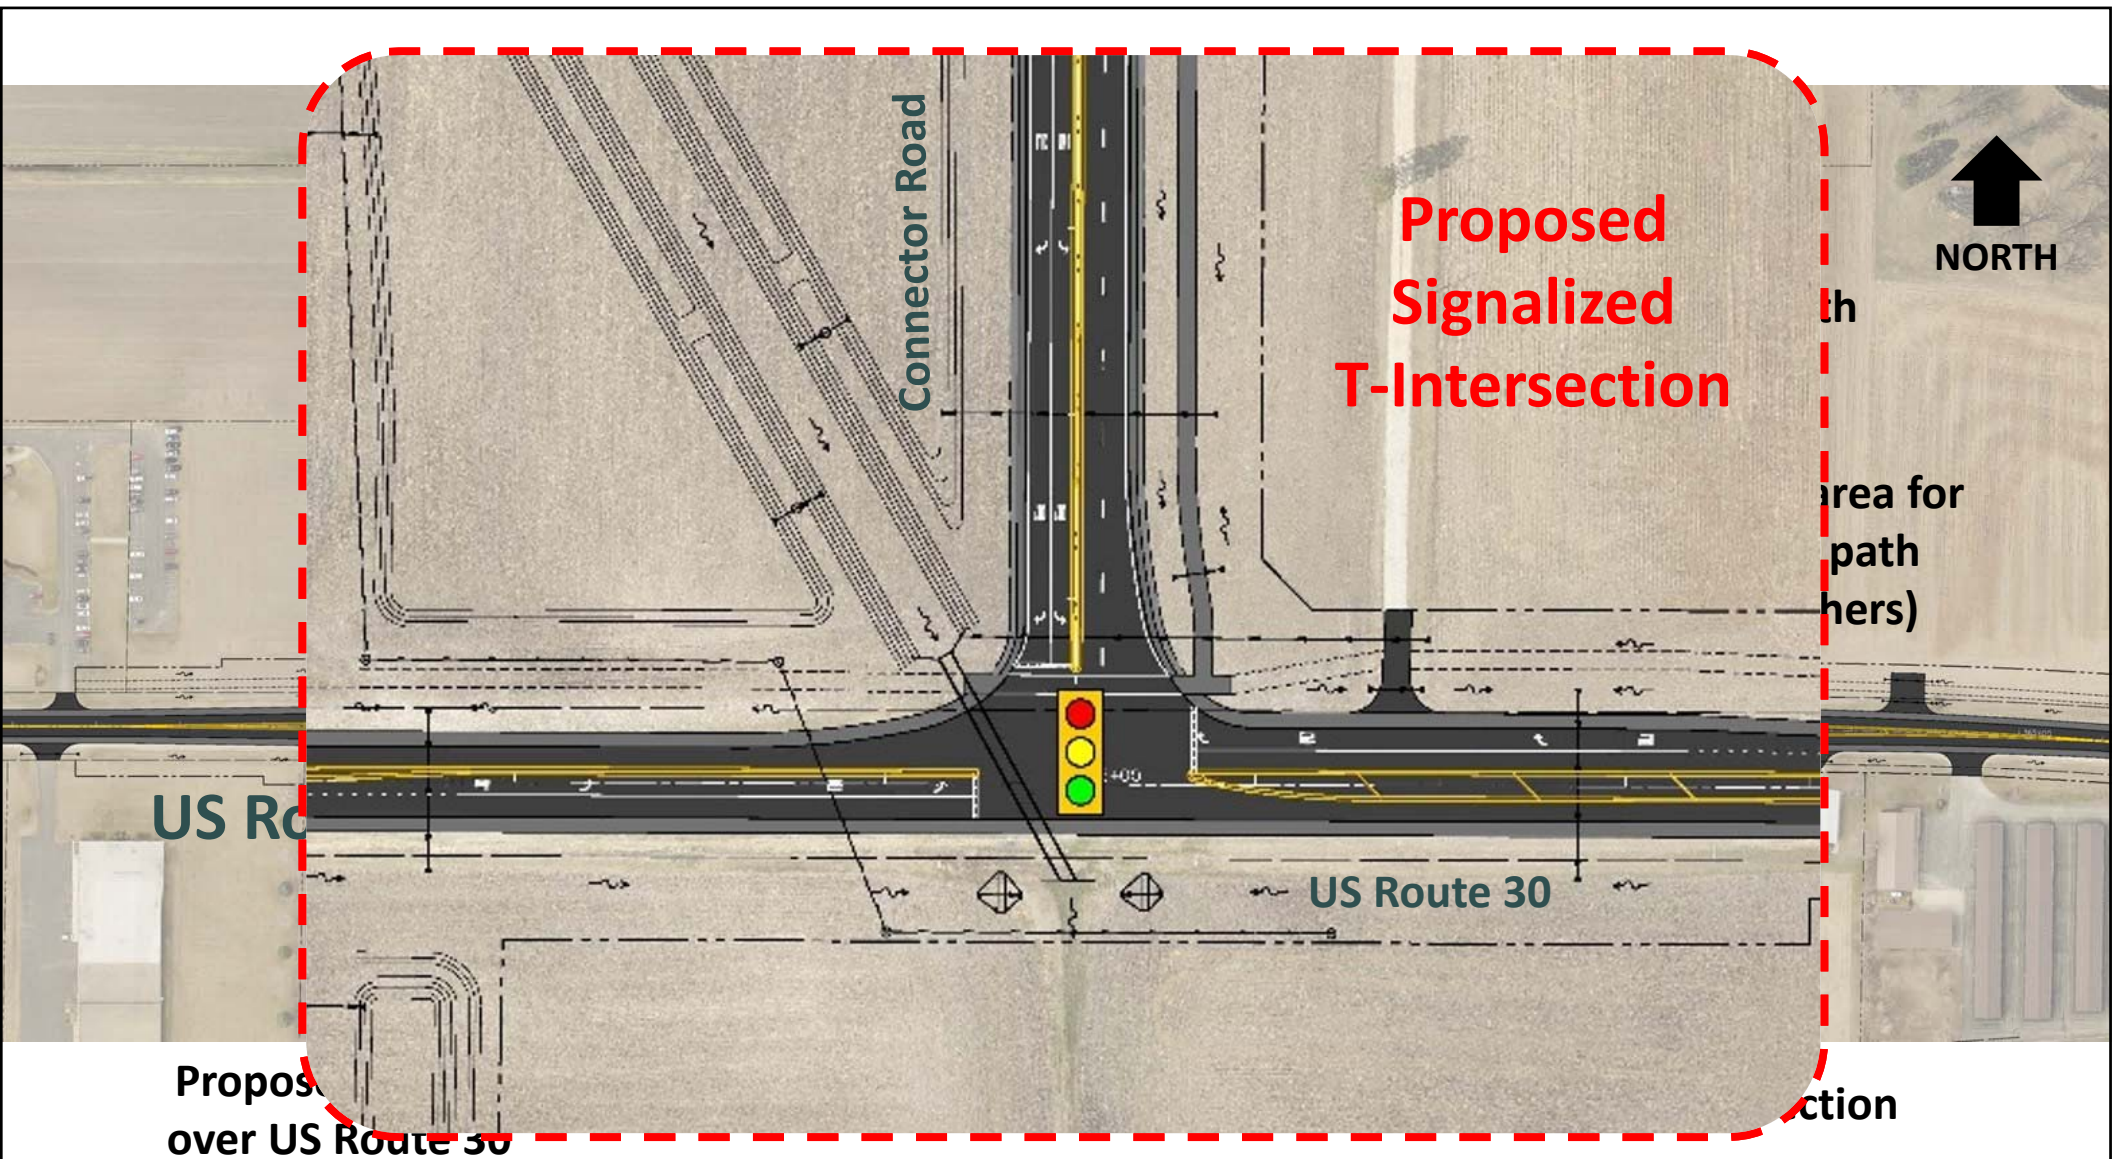 Connector Road
Proposed
Signalized
T-Intersection
NORTH
th
area for
path
hers)
US Ro
+00
US Route 30
Propos
over US Route 30
ction